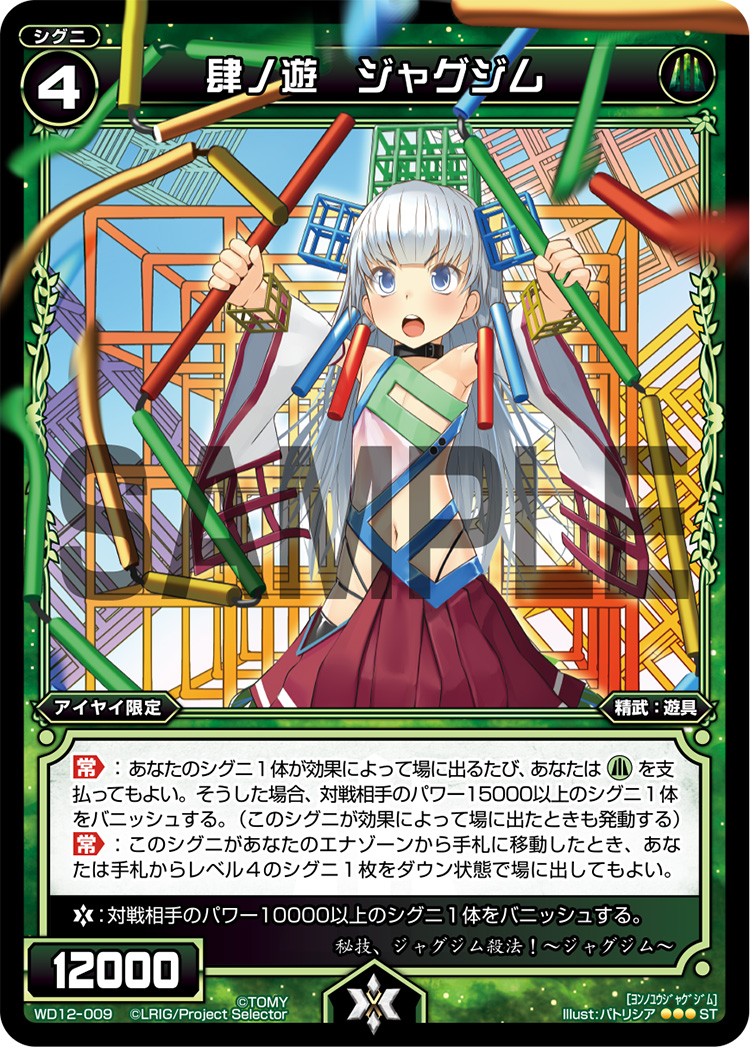 シグニ
4
肆ノ遊　ジャグジム
SAMPLE
アイヤイ限定
精武：遊具
常：あなたのシグニ１体が効果によって場に出るたび、あなたは を支
払ってもよい。そうした場合、対戦相手のパワー15000以上のシグニ１体
をバニッシュする。（このシグニが効果によって場に出たときも発動する）
常：このシグニがあなたのエナゾーンから手札に移動したとき、あな
たは手札からレベル４のシグニ１枚をダウン状態で場に出してもよい。
：対戦相手のパワー10000以上のシグニ１体をバニッシュする。
秘技、ジャグジム殺法！～ジャグジム～
12000
©TOMY
WD12-009 ©LRIG/Project Selector
[ヨンノユウジャグジム]
Illust:パトリシア ST